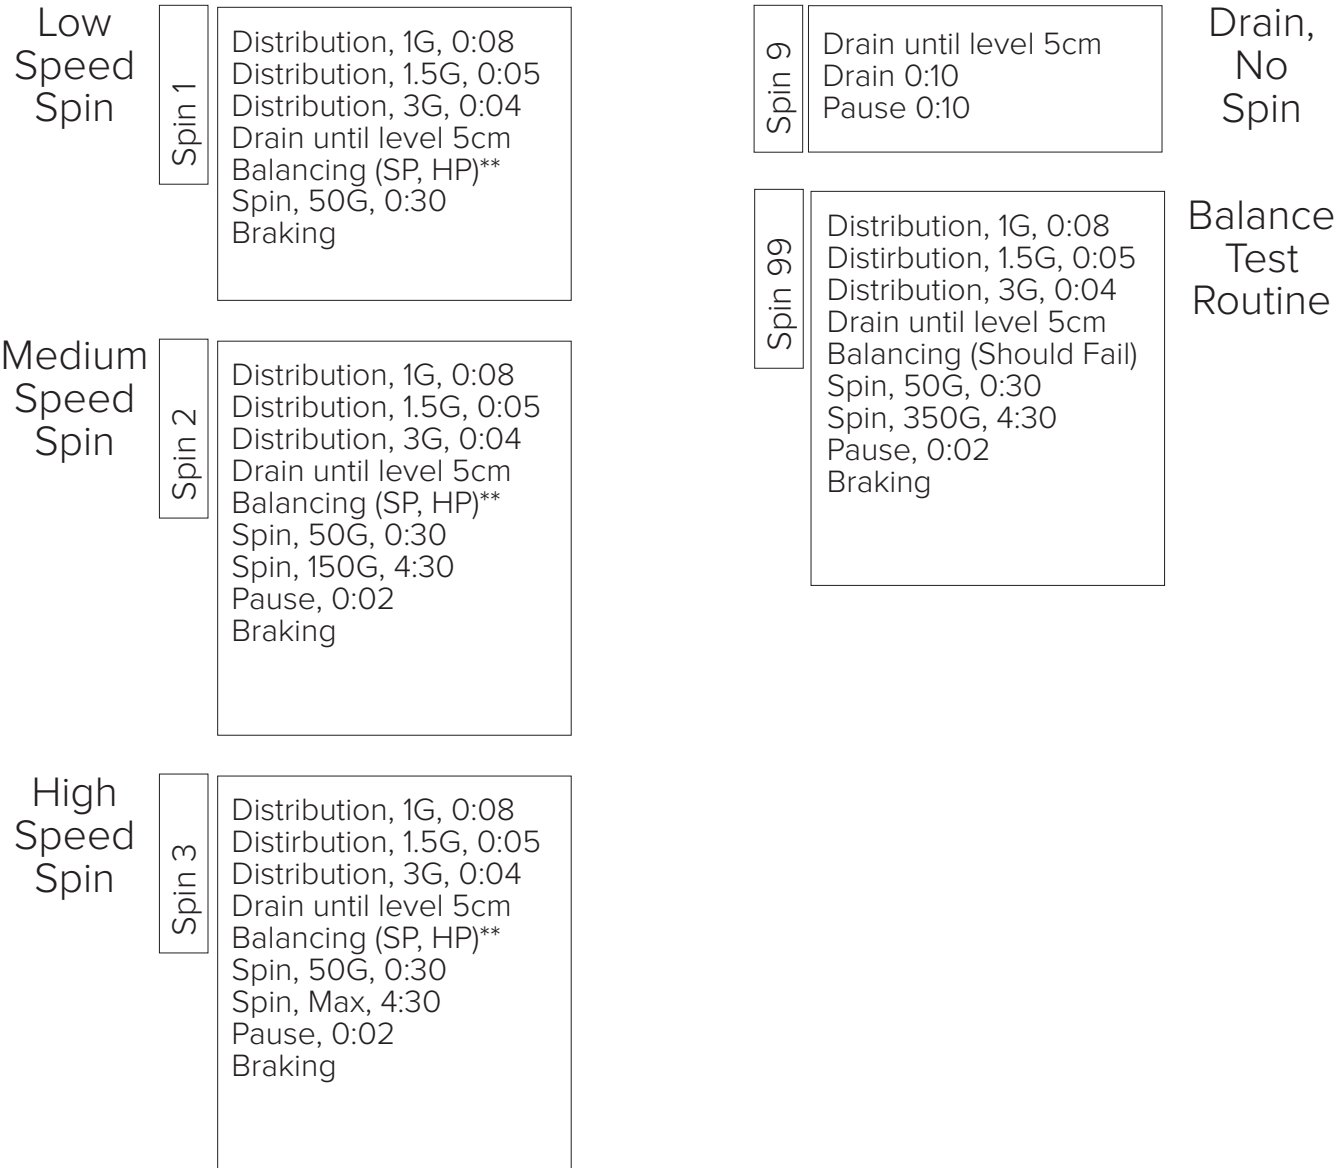 Low
Speed
Spin
Spin 1
Distribution, 1G, 0:08
Distribution, 1.5G, 0:05
Distribution, 3G, 0:04
Drain until level 5cm
Balancing (SP, HP)**
Spin, 50G, 0:30
Braking
Medium
Speed
Spin
Spin 2
Distribution, 1G, 0:08
Distribution, 1.5G, 0:05
Distribution, 3G, 0:04
Drain until level 5cm
Balancing (SP, HP)**
Spin, 50G, 0:30
Spin, 150G, 4:30
Pause, 0:02
Braking
High
Speed
Spin
Spin 3
Distribution, 1G, 0:08
Distirbution, 1.5G, 0:05
Distribution, 3G, 0:04
Drain until level 5cm
Balancing (SP, HP)**
Spin, 50G, 0:30
Spin, Max, 4:30
Pause, 0:02
Braking
Spin 9
Drain until level 5cm
Drain 0:10
Pause 0:10
Drain,
No
Spin
Spin 99
Distribution, 1G, 0:08
Distirbution, 1.5G, 0:05
Distribution, 3G, 0:04
Drain until level 5cm
Balancing (Should Fail)
Spin, 50G, 0:30
Spin, 350G, 4:30
Pause, 0:02
Braking
Balance
Test
Routine